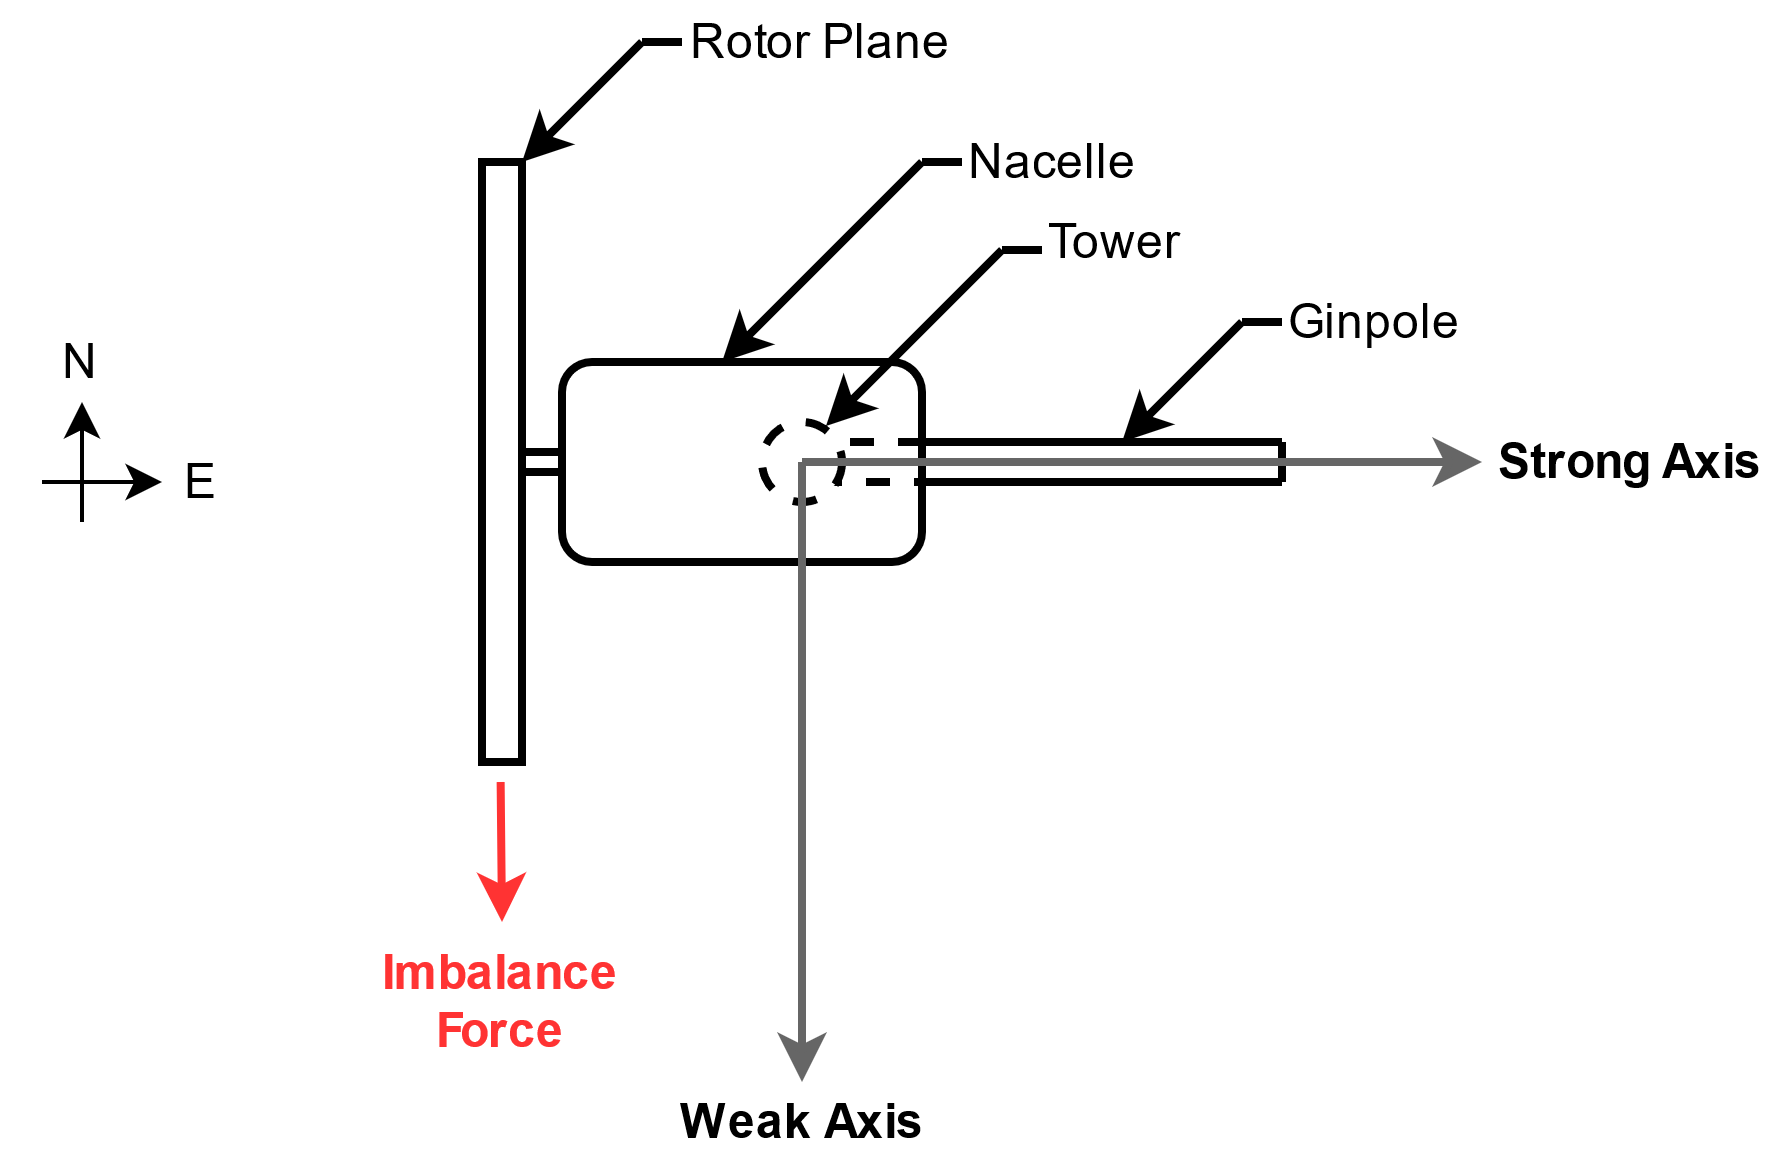 Rotor Plane
Nacelle
Tower
Ginpole
N
E
Strong Axis
Imbalance
Force
Weak Axis